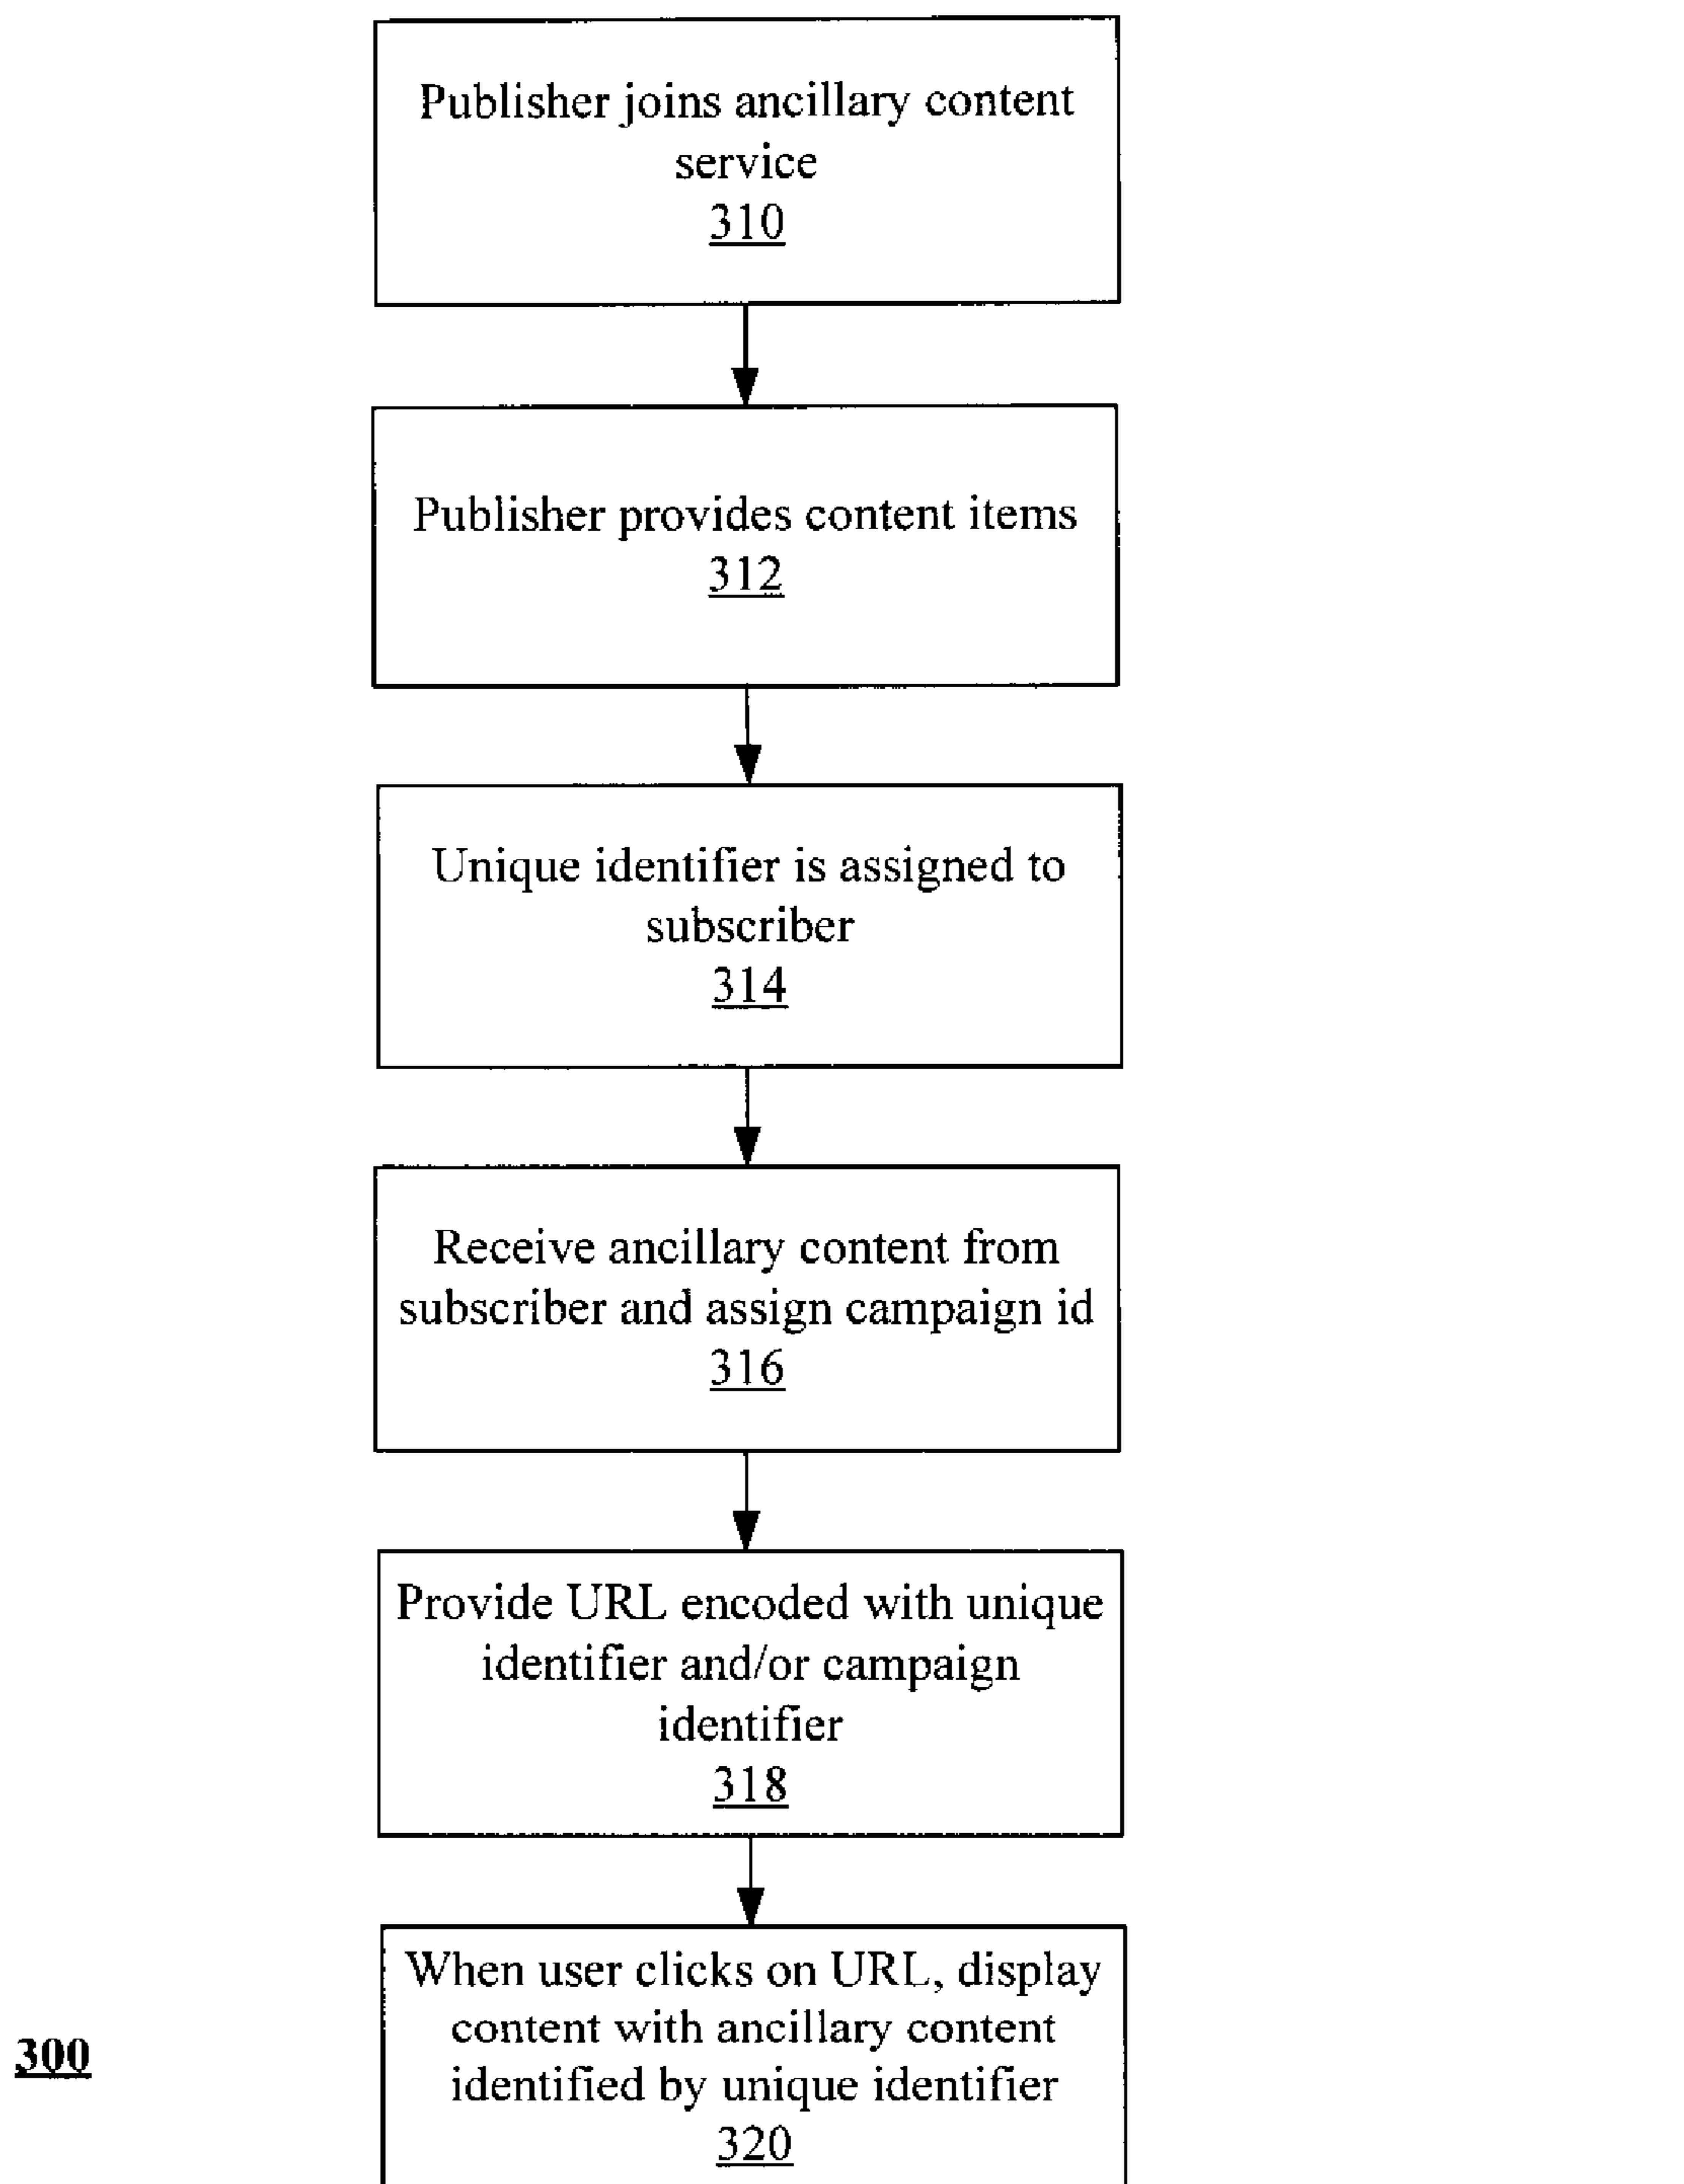 Publisher joins ancillary content
service
310
Publisher provides content items
312
Unique identifier is assigned to
subscriber
314
Receive ancillary content from
subscriber and assign campaign id
316
Provide URL encoded with unique
identifier and/or campaign
identifier
318
When user clicks on URL, display
content with ancillary content
identified by unique identifier
320
300